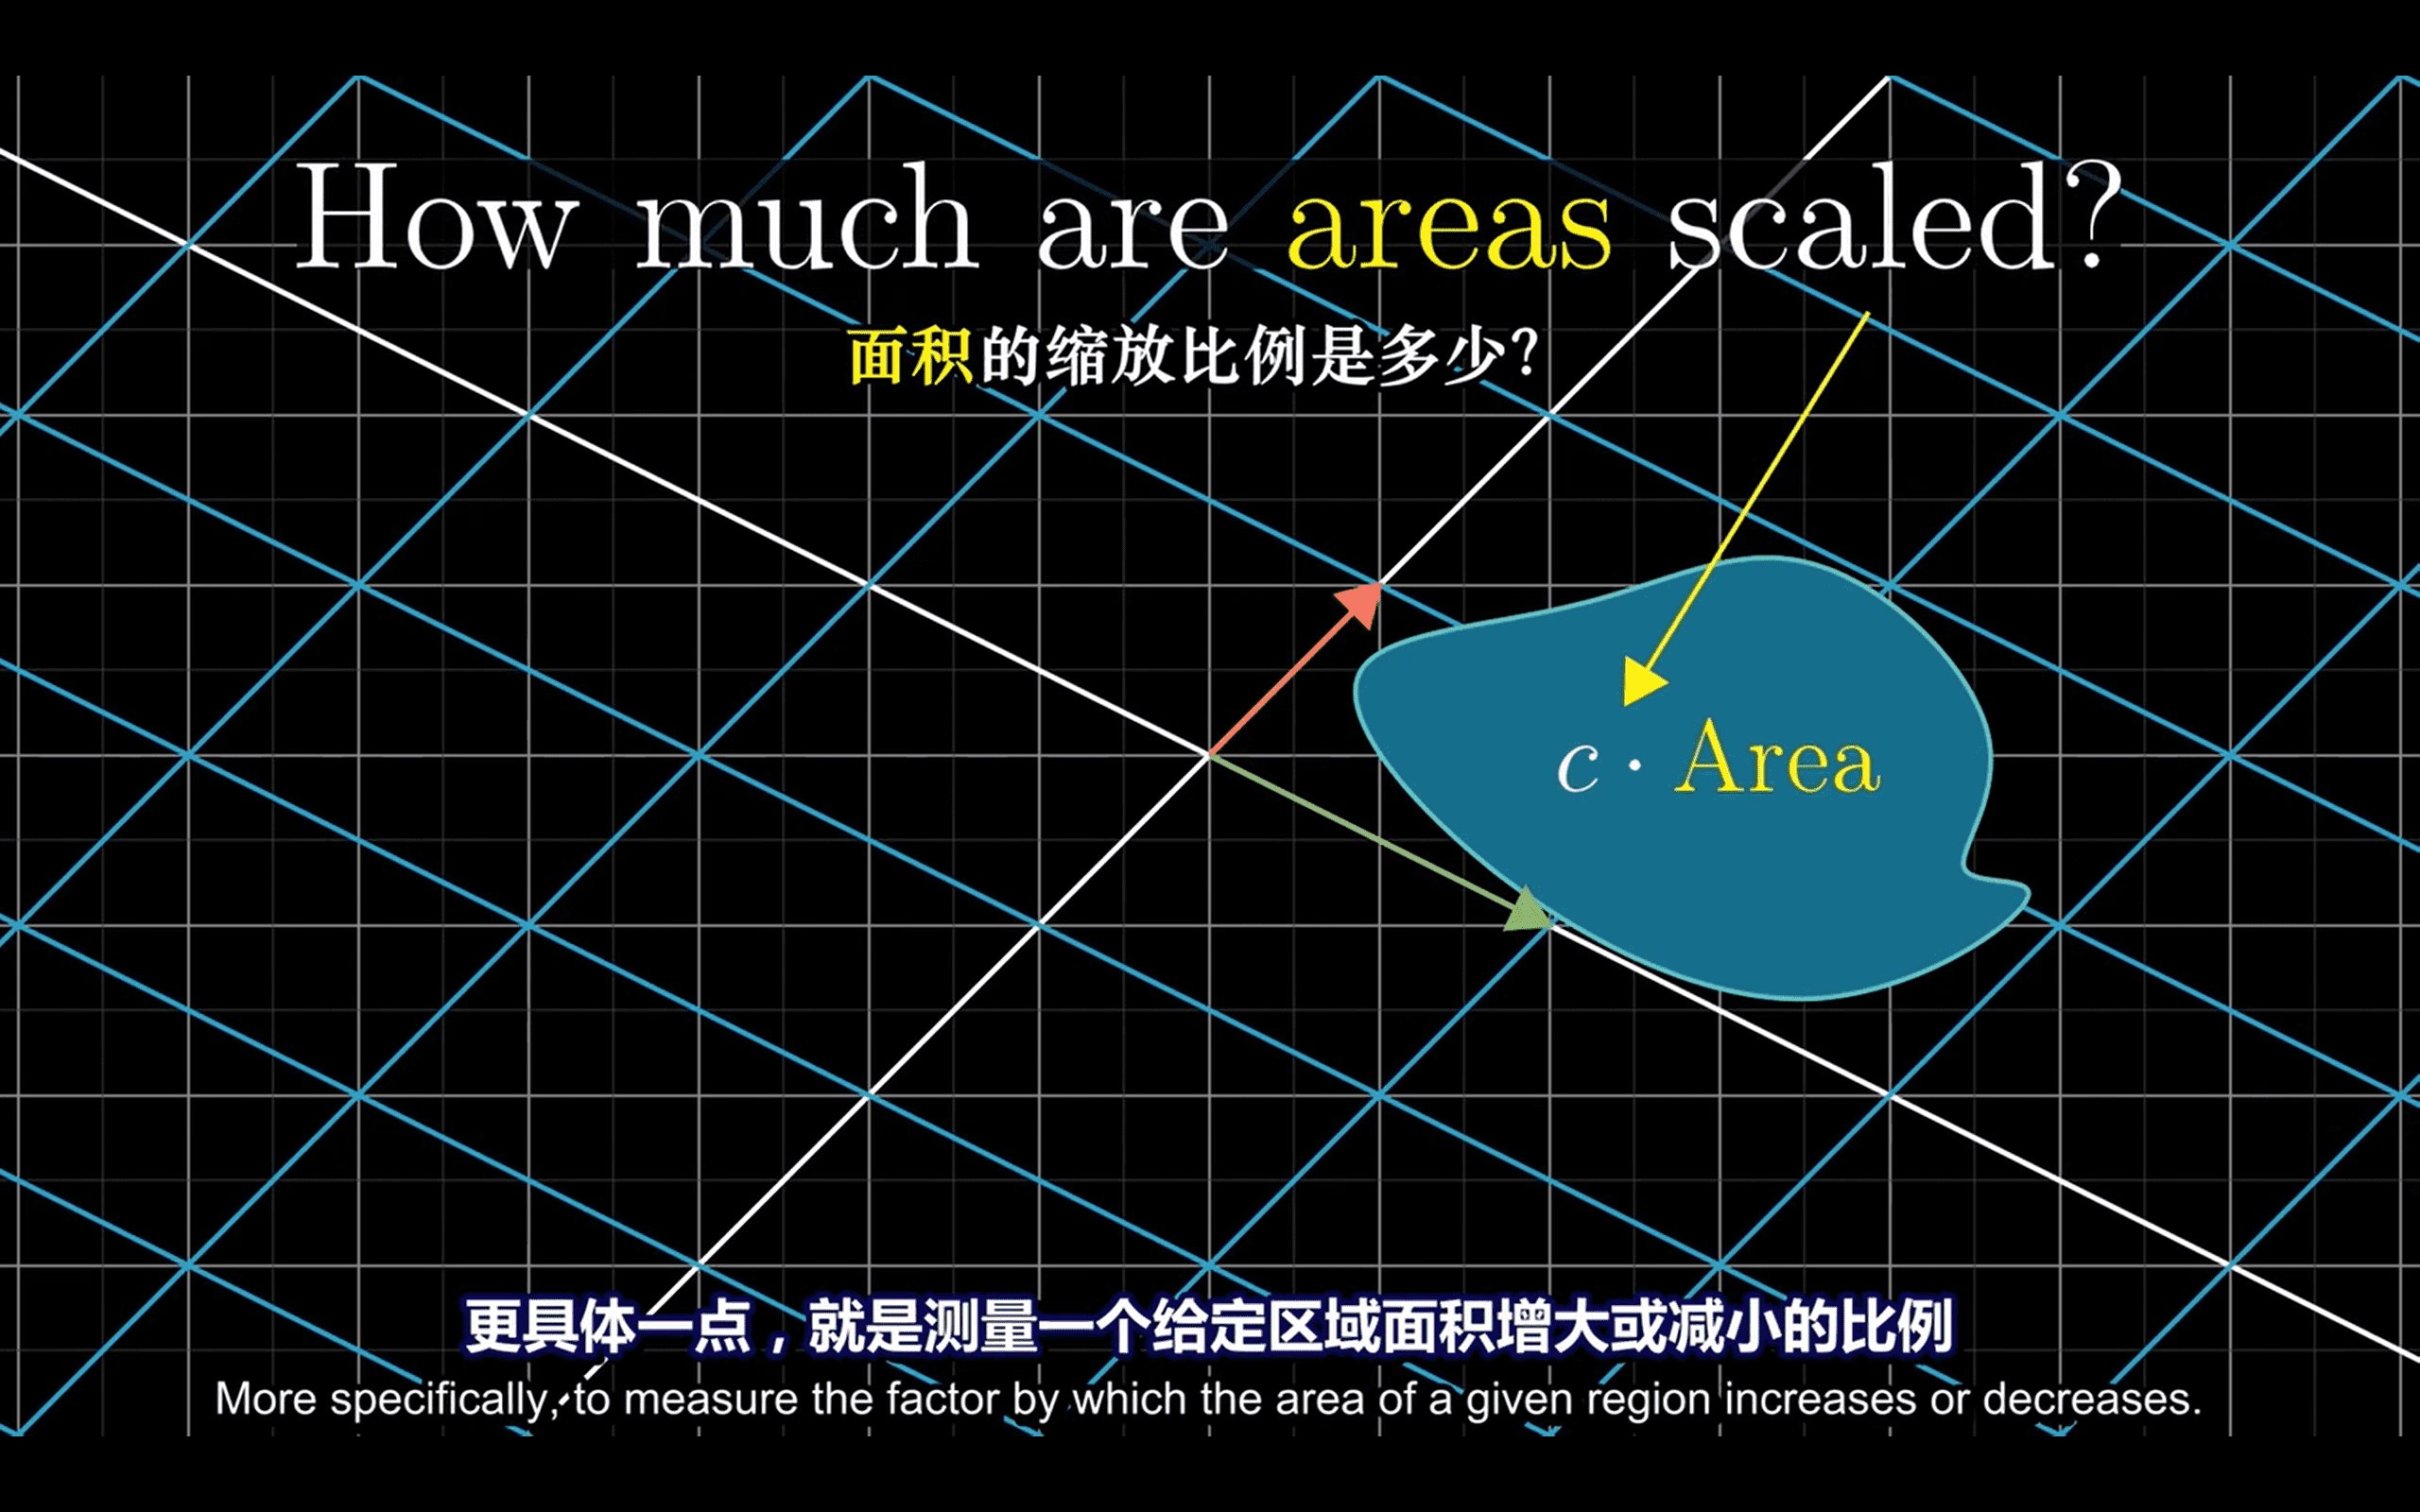 How much are areas scaled?
面积的缩放比例是多少?
c · Area
更具体一点，就是测量一个给定区域面积增大或减小的比例
More specifically, to measure the factor by which the area of a given region increases or decreases.